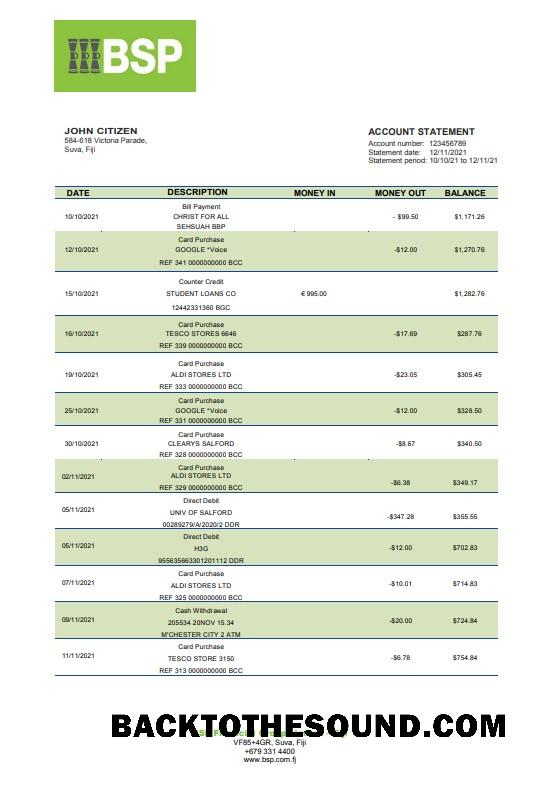 BSP
JOHN CITIZEN
584-618 Victoria Parade,
Suva, Fiji
ACCOUNT STATEMENT
Account number: 123456789
Statement date: 12/11/2021
Statement period: 10/10/21 to 12/11/21
DATE DESCRIPTION MONEY IN MONEY OUT BALANCE
Bill Payment
10/10/2021 CHRIST FOR ALL - $99.50 $1,171.26
SEHSUAH BBP
Card Purchase
12/10/2021 GOOGLE *Voice -$12.00 $1,270.76
REF 341 0000000000 BCC
Counter Credit
15/10/2021 STUDENT LOANS CO € 995.00 $1,282.76
12442331360 BGC
Card Purchase
16/10/2021 TESCO STORES 6646 -$17.69 $287.76
REF 339 0000000000 BCC
Card Purchase
19/10/2021 ALDI STORES LTD -$23.05 $305.45
REF 333 0000000000 BCC
Card Purchase
25/10/2021 GOOGLE *Voice -$12.00 $328.50
REF 331 0000000000 BCC
Card Purchase
30/10/2021 CLEARYS SALFORD -$8.67 $340.50
REF 328 0000000000 BCC
Card Purchase
02/11/2021 ALDI STORES LTD -$6.38 $349.17
REF 329 0000000000 BCC
Direct Debit
05/11/2021 UNIV OF SALFORD -$347.28 $355.55
00289279/A/2020/2 DDR
Direct Debit
05/11/2021 H3G -$12.00 $702.83
955635663301201112 DDR
Card Purchase
07/11/2021 ALDI STORES LTD -$10.01 $714.83
REF 325 0000000000 BCC
Cash Withdrawal
09/11/2021 205534 20NOV 15.34 -$20.00 $724.84
M'CHESTER CITY 2 ATM
Card Purchase
11/11/2021 TESCO STORE 3150 -$6.78 $754.84
REF 313 0000000000 BCC
BACKTOTHESOUND.COM
VF85+4GR, Suva, Fiji
+679 331 4400
www.bsp.com.fj